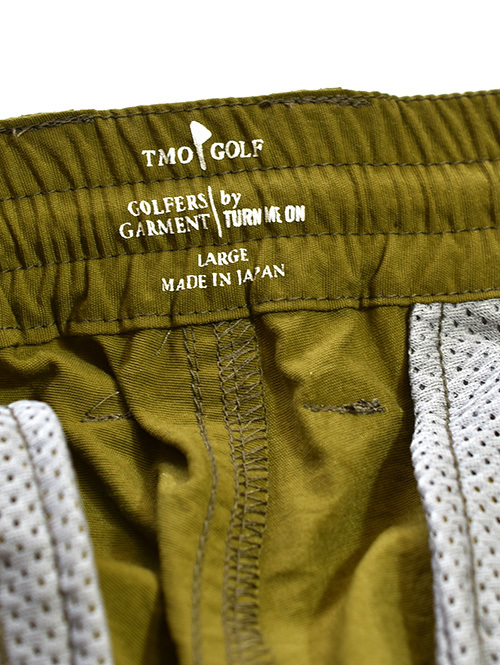 TMO GOLF
GOLFERS GARMENT | by TURN ME ON
LARGE
MADE IN JAPAN